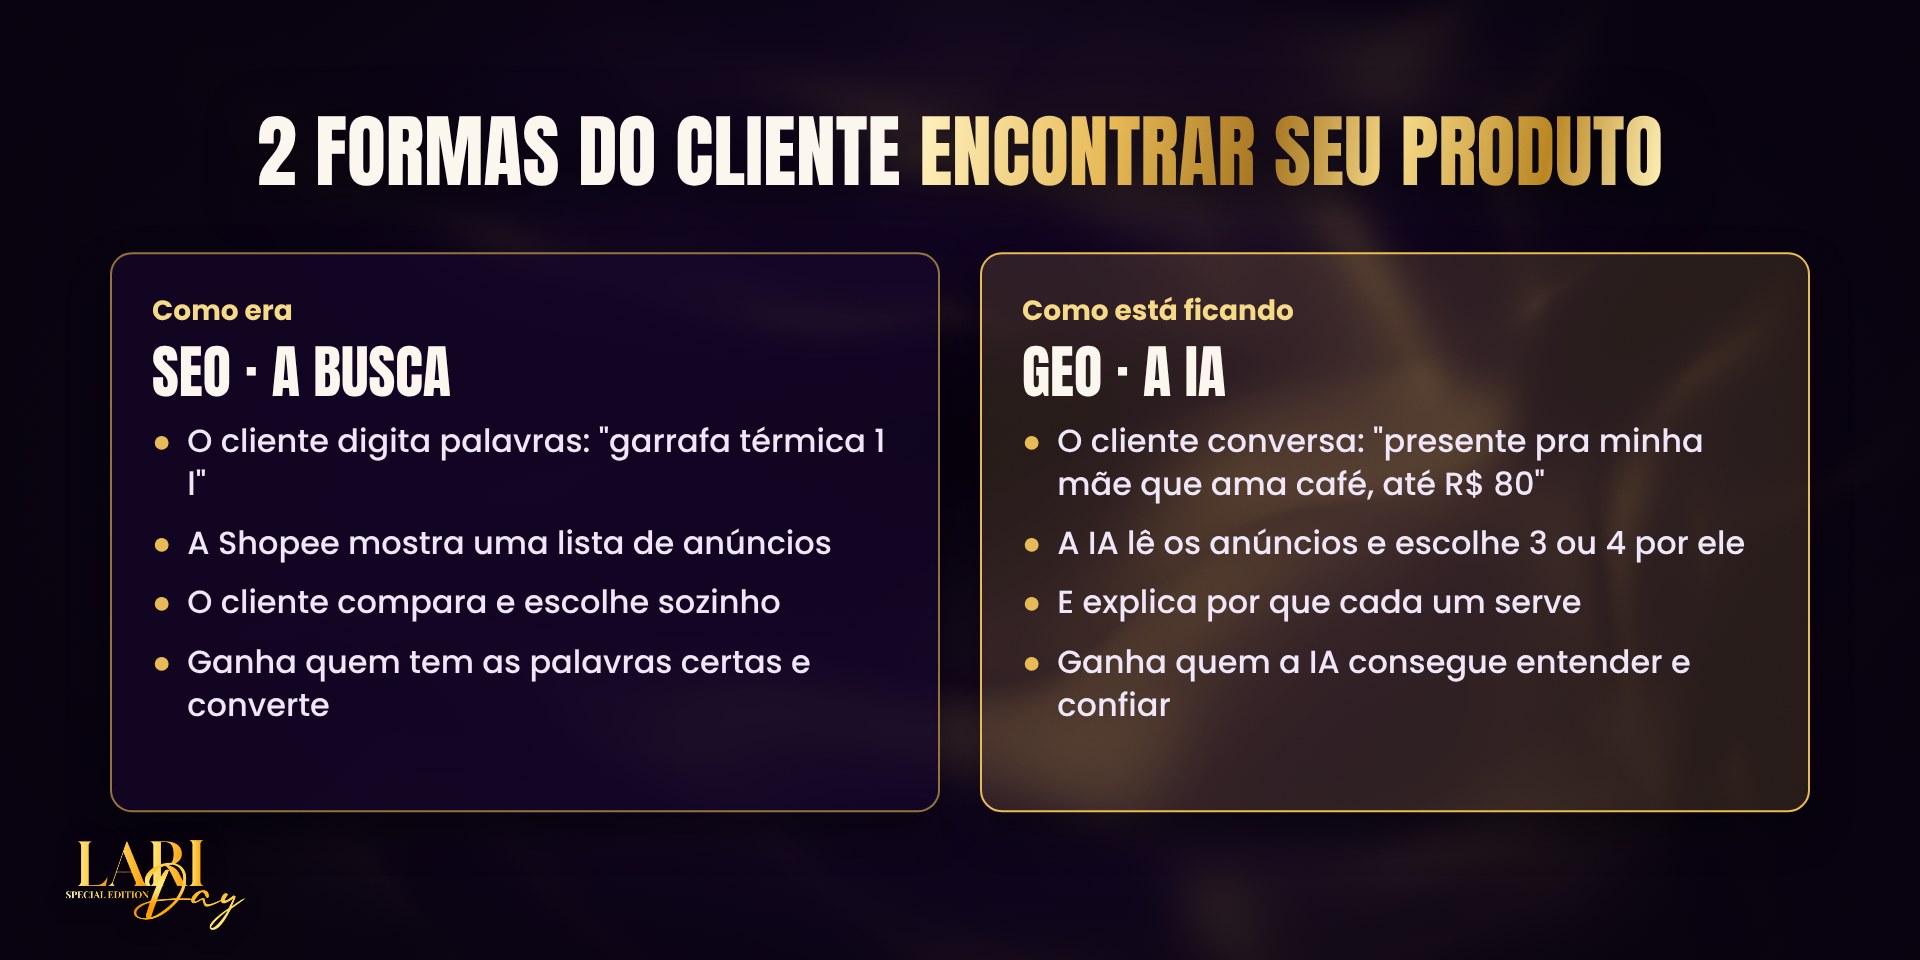 2 FORMAS DO CLIENTE ENCONTRAR SEU PRODUTO
Como era
SEO · A BUSCA
● O cliente digita palavras: "garrafa térmica 1
l"
● A Shopee mostra uma lista de anúncios
● O cliente compara e escolhe sozinho
● Ganha quem tem as palavras certas e
converte
Como está ficando
GEO · A IA
● O cliente conversa: "presente pra minha
mãe que ama café, até R$ 80"
● A IA lê os anúncios e escolhe 3 ou 4 por ele
● E explica por que cada um serve
● Ganha quem a IA consegue entender e
confiar
LABI
SPECIAL EDITION Day